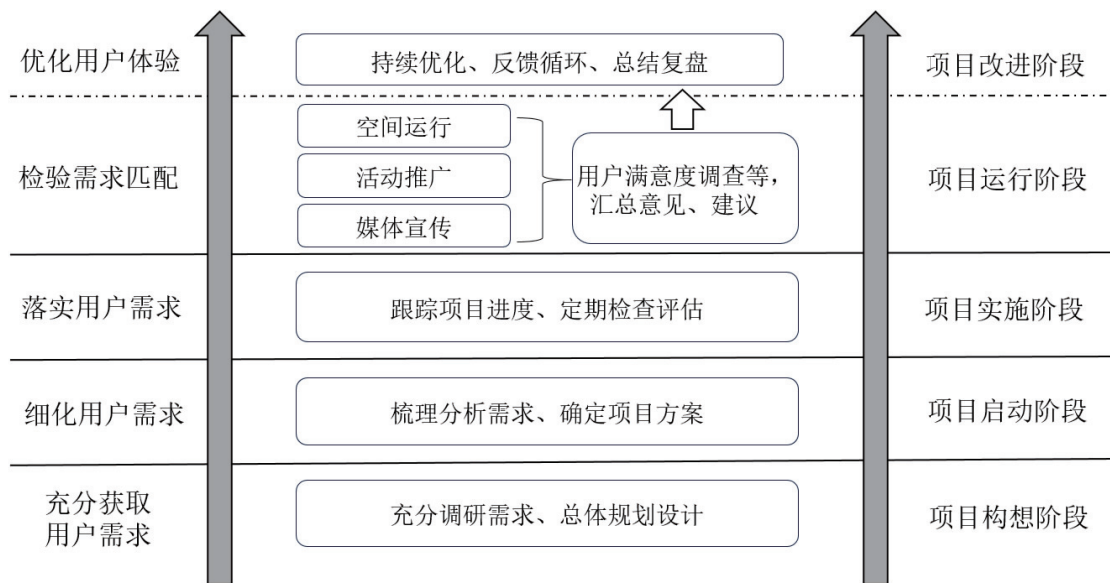 优化用户体验
持续优化、反馈循环、总结复盘
项目改进阶段
检验需求匹配
空间运行
活动推广
媒体宣传
用户满意度调查等，
汇总意见、建议
项目运行阶段
落实用户需求
跟踪项目进度、定期检查评估
项目实施阶段
细化用户需求
梳理分析需求、确定项目方案
项目启动阶段
充分获取
用户需求
充分调研需求、总体规划设计
项目构想阶段